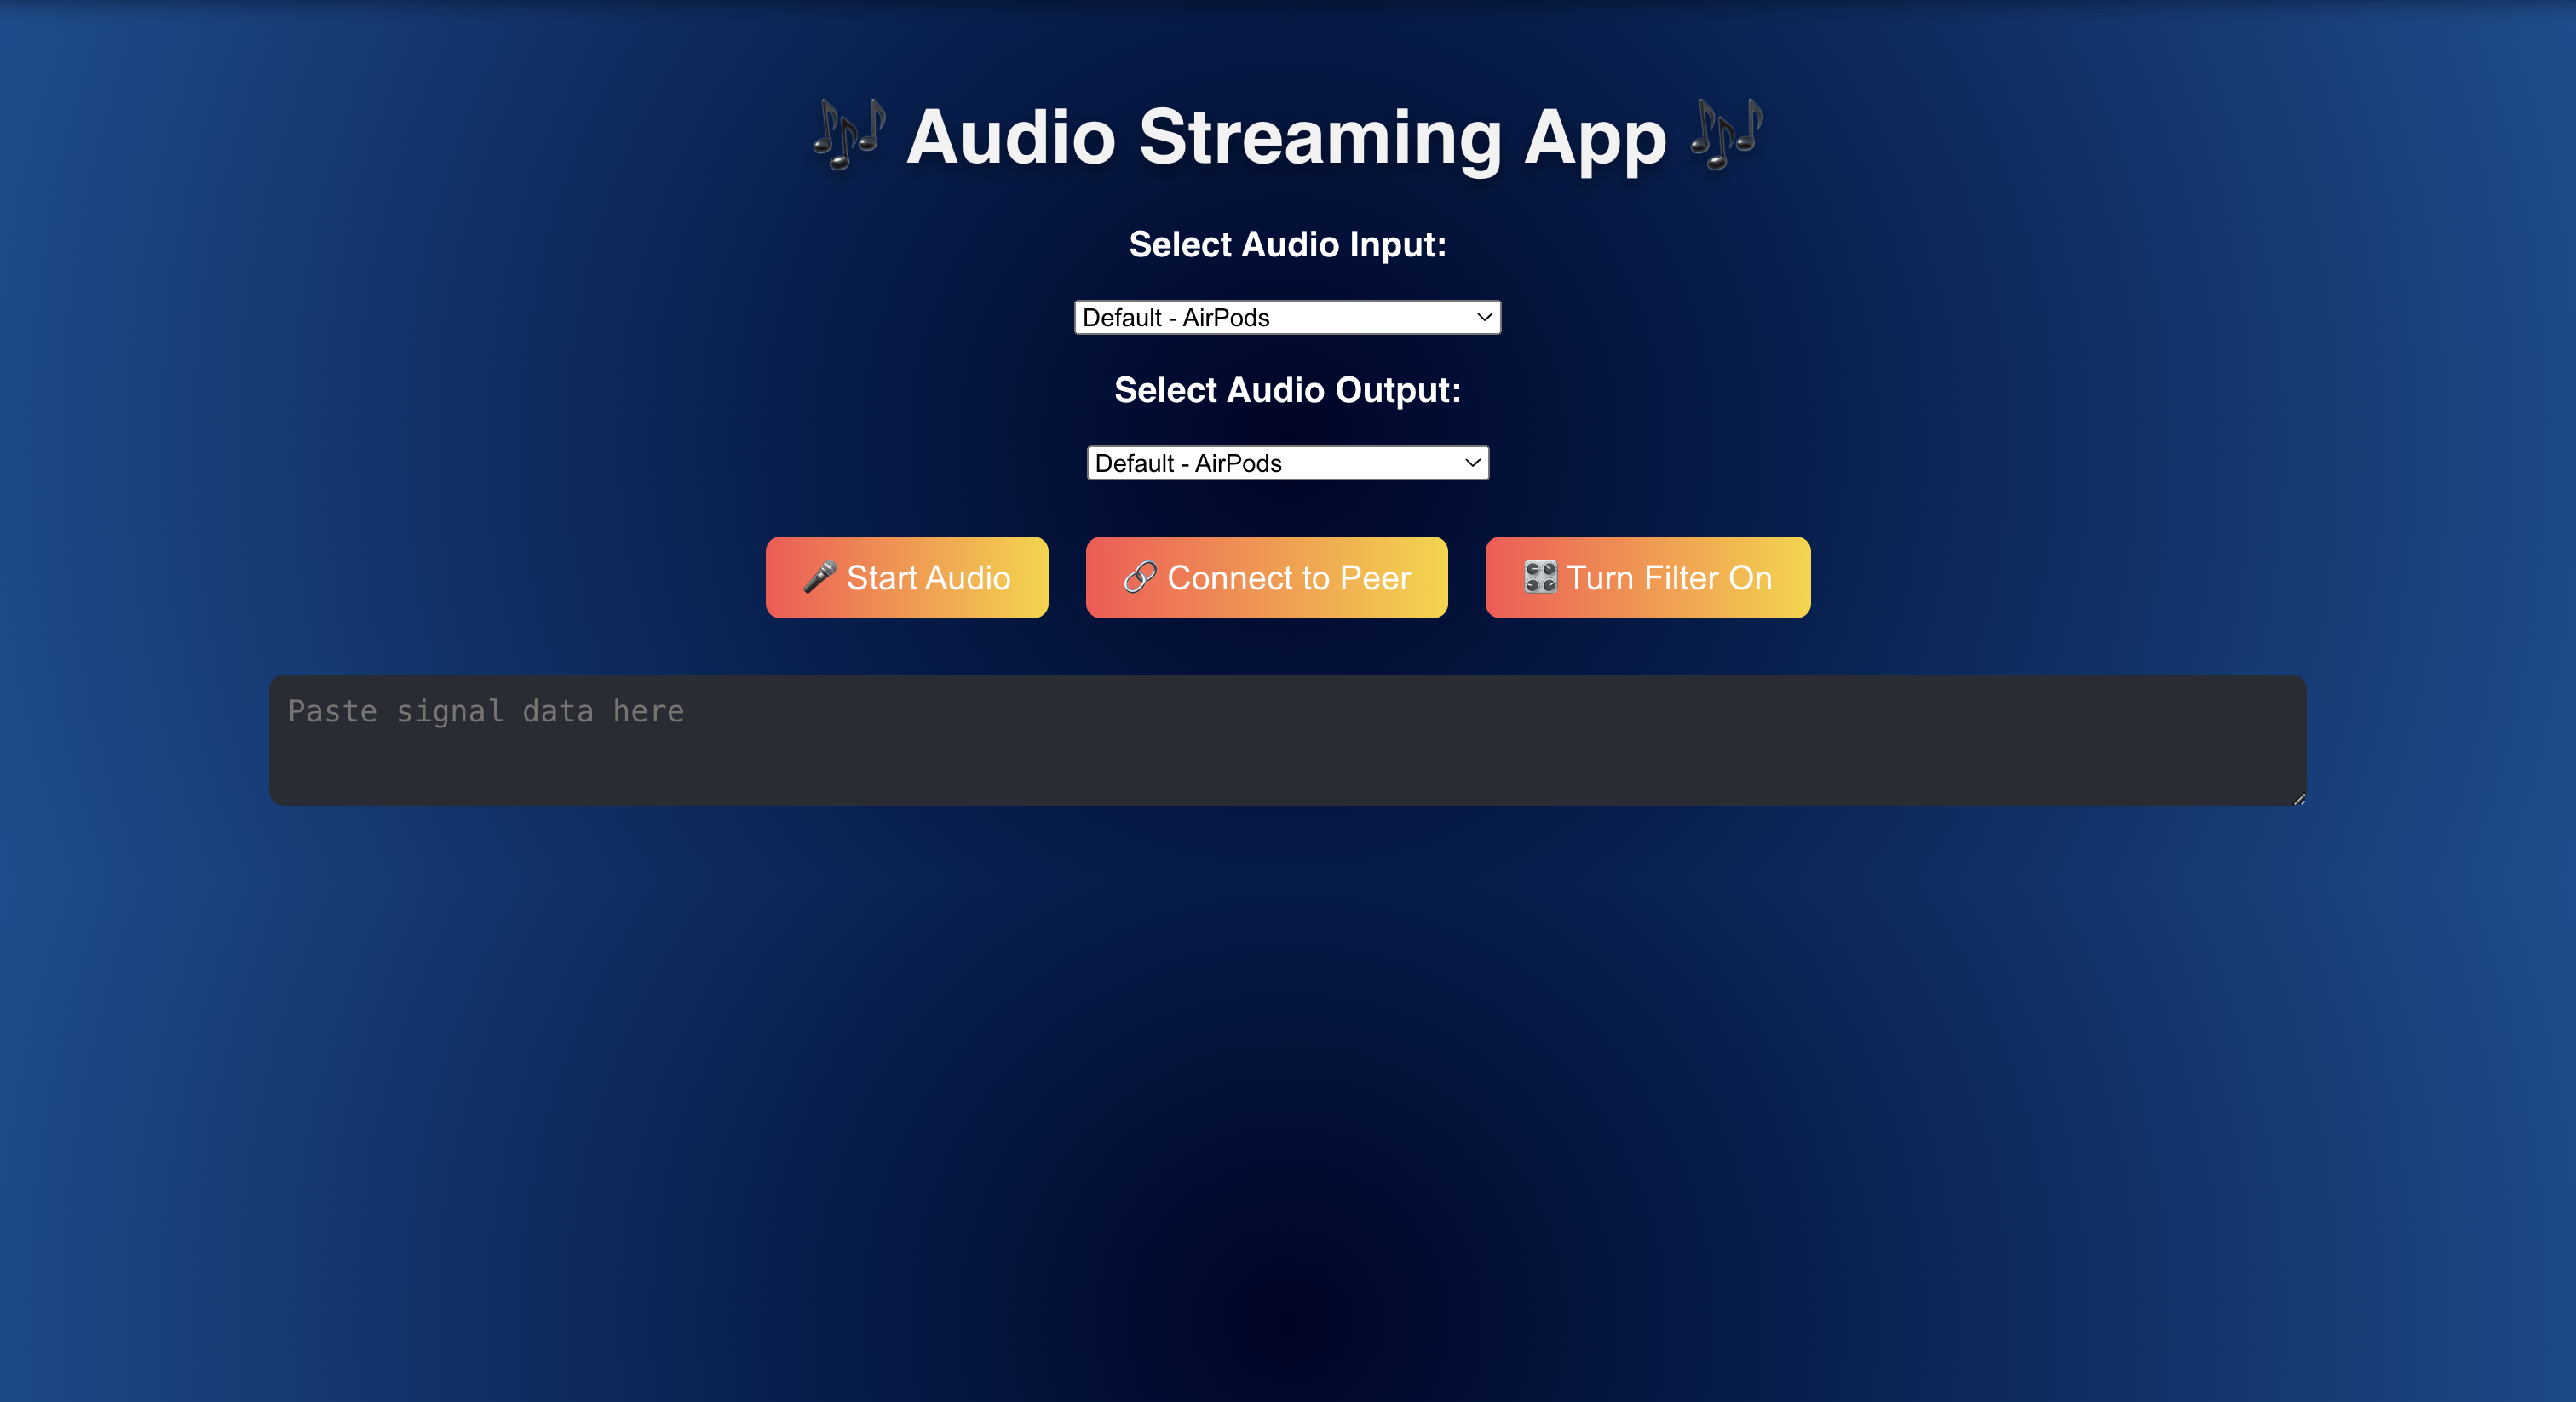 🎶 Audio Streaming App 🎶
Select Audio Input:
Default - AirPods
Select Audio Output:
Default - AirPods
🎤 Start Audio 🔗 Connect to Peer 🎛️ Turn Filter On
Paste signal data here